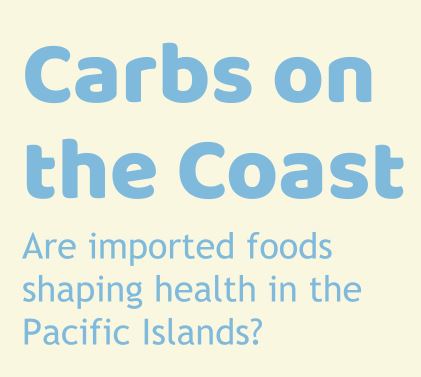 Carbs on
the Coast
Are imported foods
shaping health in the
Pacific Islands?